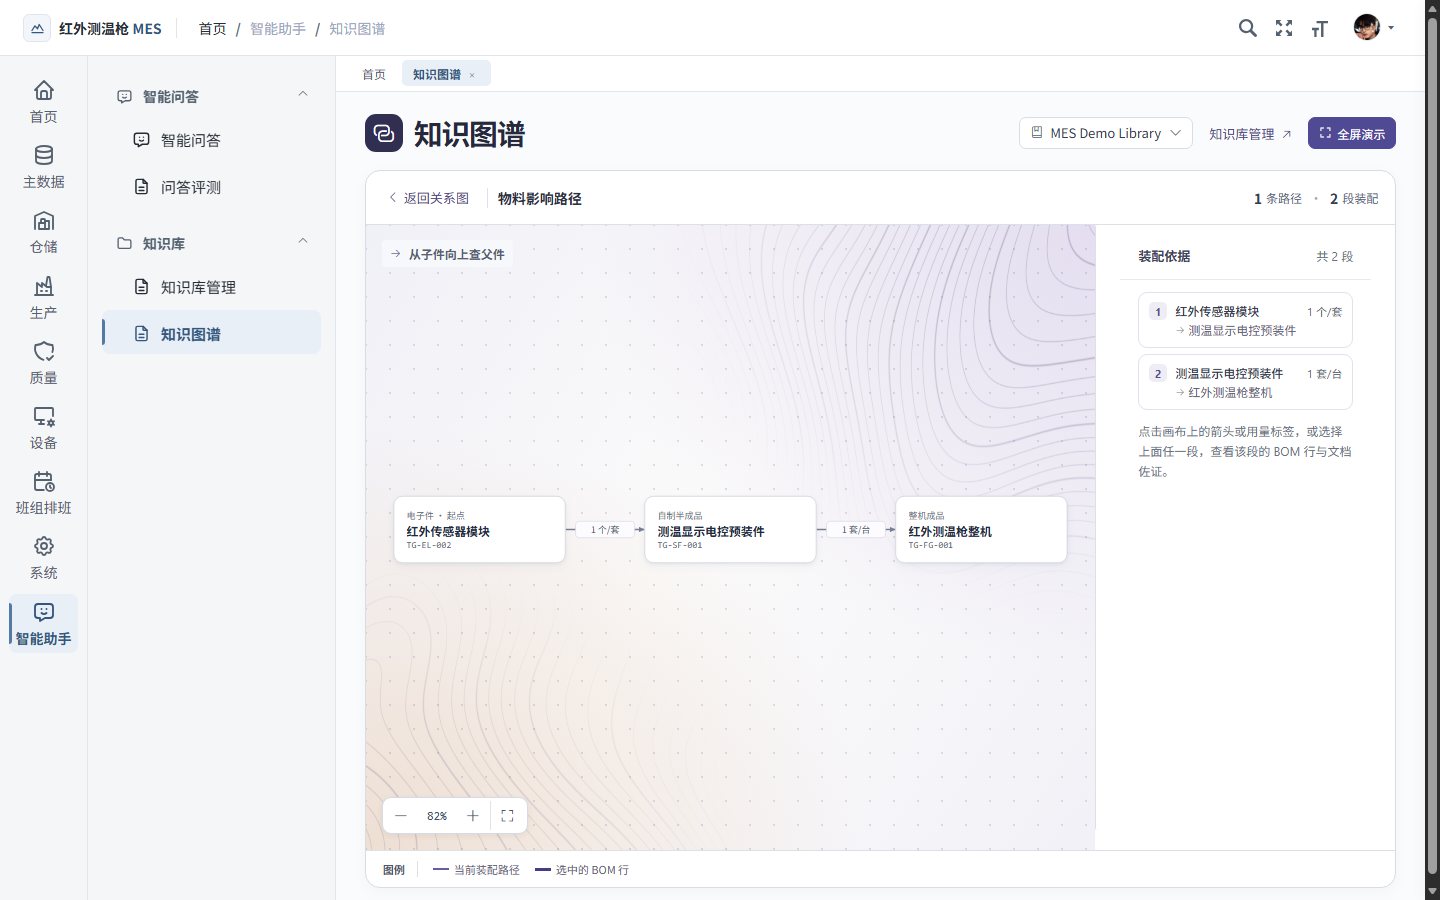 红外测温枪 MES
首页 / 智能助手 / 知识图谱
首页
主数据
仓储
生产
质量
设备
班组排班
系统
智能助手
智能问答
智能问答
问答评测
知识库
知识库管理
知识图谱
首页
知识图谱 ×
知识图谱
MES Demo Library
知识库管理
全屏演示
返回关系图
物料影响路径
1 条路径 · 2 段装配
→ 从子件向上查父件
电子件 · 起点
红外传感器模块
TG-EL-002
1 个/套
自制半成品
测温显示电控预装件
TG-SF-001
1 套/台
整机成品
红外测温枪整机
TG-FG-001
82%
装配依据
共 2 段
1 红外传感器模块 1 个/套
→ 测温显示电控预装件
2 测温显示电控预装件 1 套/台
→ 红外测温枪整机
点击画布上的箭头或用量标签，或选择
上面任一段，查看该段的 BOM 行与文档
佐证。
图例
当前装配路径
选中的 BOM 行